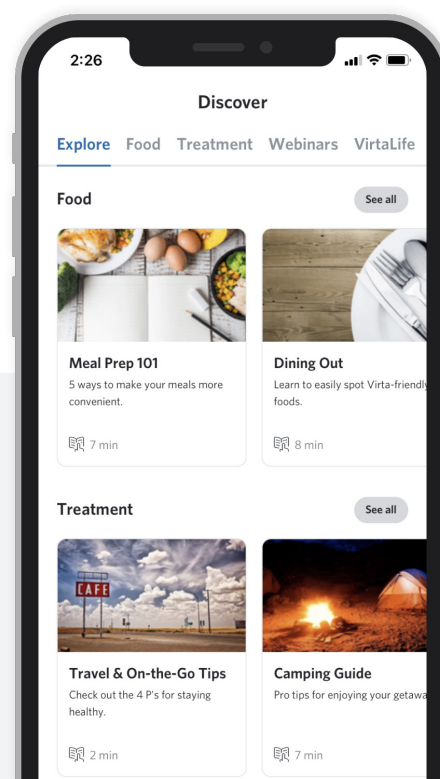 2:26
Discover
Explore Food Treatment Webinars VirtaLife
Food
See all
Meal Prep 101
5 ways to make your meals more
convenient.
7 min
Dining Out
Learn to easily spot Virta-friendly
foods.
8 min
Treatment
See all
CAFE
Travel & On-the-Go Tips
Check out the 4 P's for staying
healthy.
2 min
Camping Guide
Pro tips for enjoying your getawa
7 min